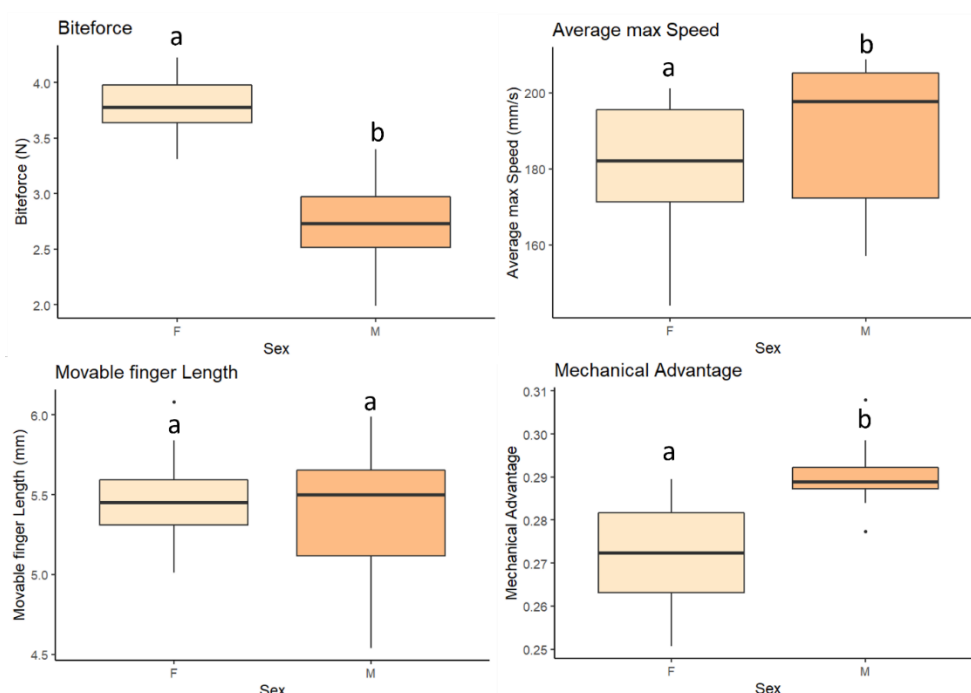 Biteforce
a
b
4.0
3.5
3.0
2.5
2.0
Biteforce (N)
F
M
Sex
Average max Speed
a
b
200
180
160
Average max Speed (mm/s)
F
M
Sex
Movable finger Length
a
a
6.0
5.5
5.0
4.5
Movable finger Length (mm)
F
M
Sex
Mechanical Advantage
a
b
0.31
0.30
0.29
0.28
0.27
0.26
0.25
Mechanical Advantage
F
M
Sex